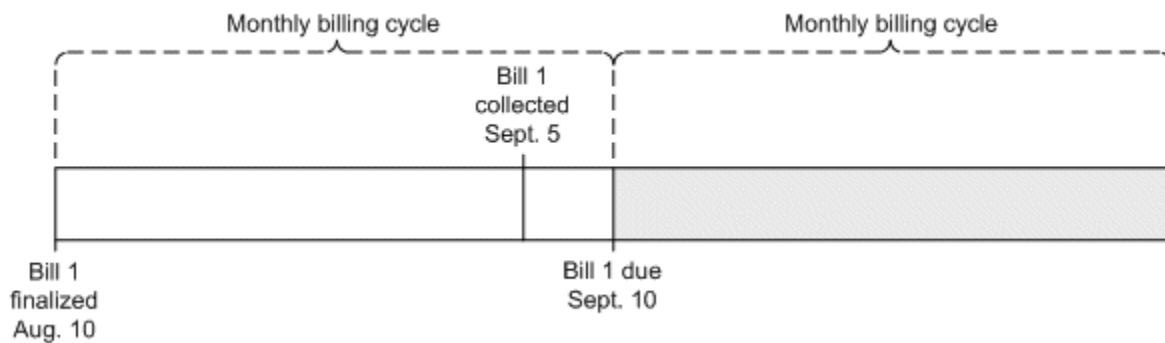 Monthly billing cycle
Monthly billing cycle
Bill 1
collected
Sept. 5
Bill 1
finalized
Aug. 10
Bill 1 due
Sept. 10